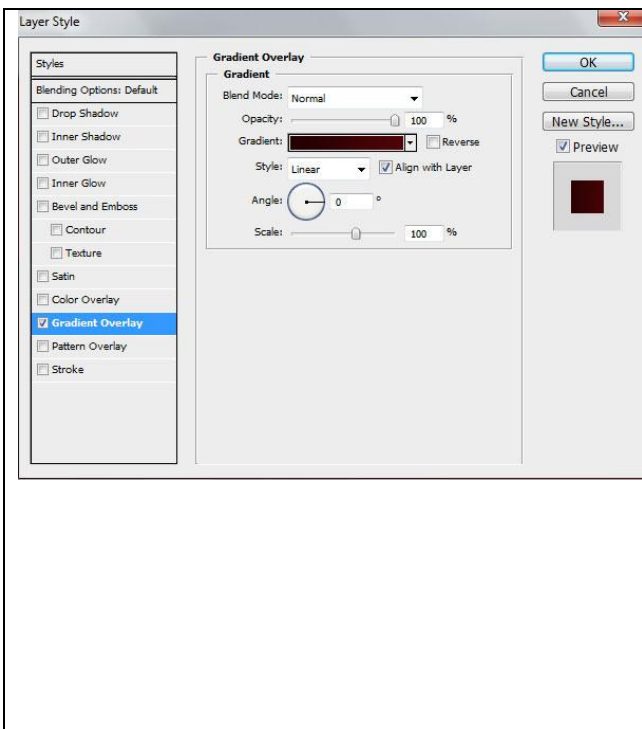 Layer Style
Styles
Blending Options: Default
Drop Shadow
Inner Shadow
Outer Glow
Inner Glow
Bevel and Emboss
Contour
Texture
Satin
Color Overlay
Gradient Overlay
Pattern Overlay
Stroke
Gradient Overlay
Gradient
Blend Mode: Normal
Opacity: 100 %
Gradient: Reverse
Style: Linear Align with Layer
Angle: 0 °
Scale: 100 %
OK
Cancel
New Style...
Preview